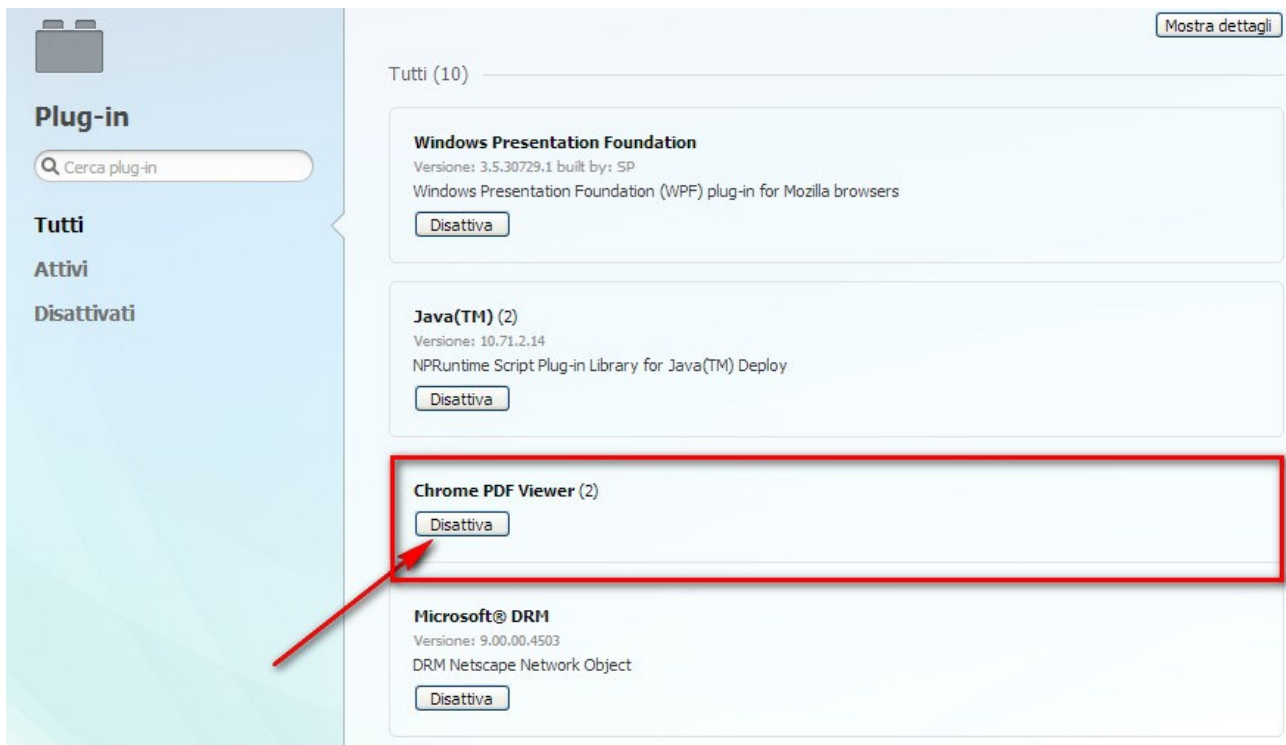 Mostra dettagli
Plug-in
Cerca plug-in
Tutti
Attivi
Disattivati
Tutti (10)
Windows Presentation Foundation
Versione: 3.5.30729.1 built by: SP
Windows Presentation Foundation (WPF) plug-in for Mozilla browsers
Disattiva
Java(TM) (2)
Versione: 10.71.2.14
NPRuntime Script Plug-in Library for Java(TM) Deploy
Disattiva
Chrome PDF Viewer (2)
Disattiva
Microsoft® DRM
Versione: 9.00.00.4503
DRM Netscape Network Object
Disattiva